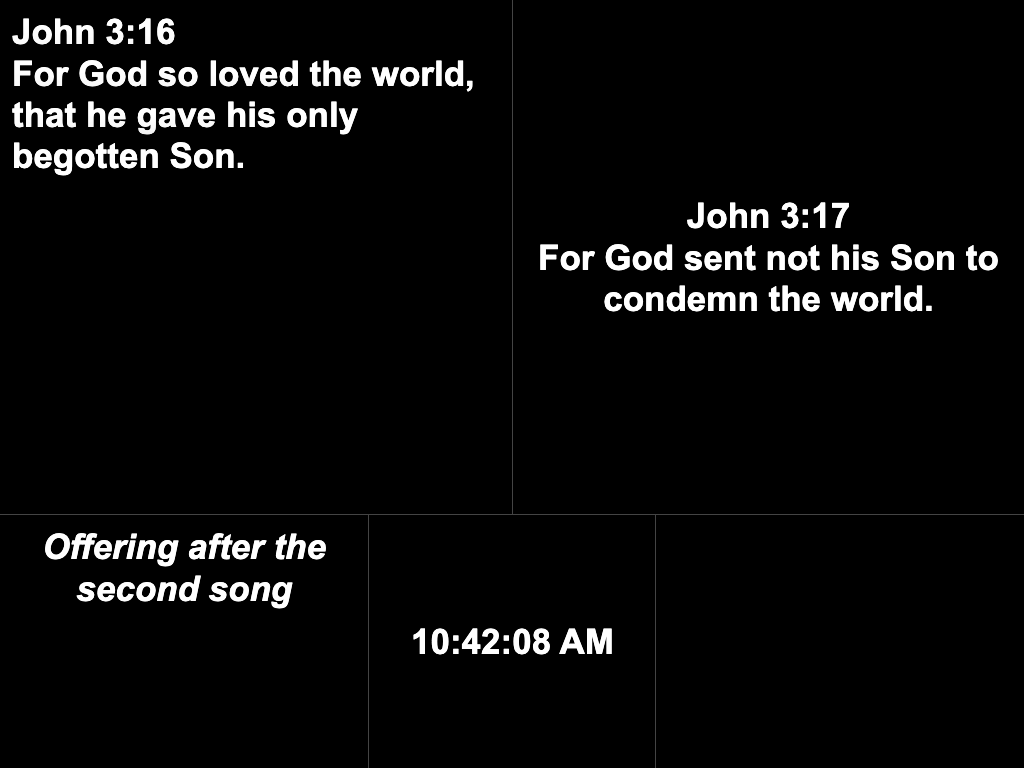 John 3:16
For God so loved the world,
that he gave his only
begotten Son.
John 3:17
For God sent not his Son to
condemn the world.
Offering after the
second song
10:42:08 AM